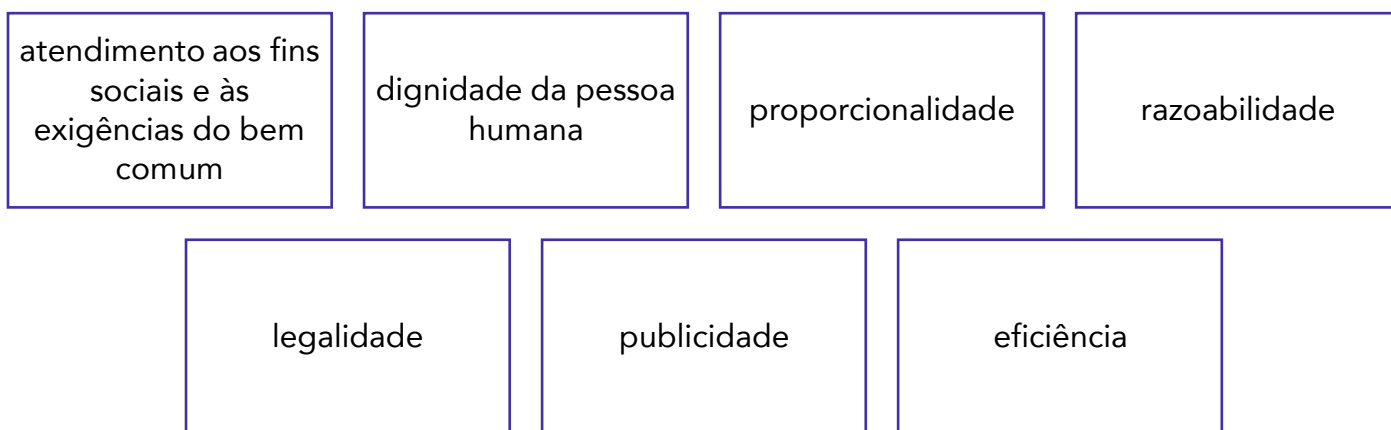 atendimento aos fins
sociais e às
exigências do bem
comum
dignidade da pessoa
humana
proporcionalidade
razoabilidade
legalidade
publicidade
eficiência